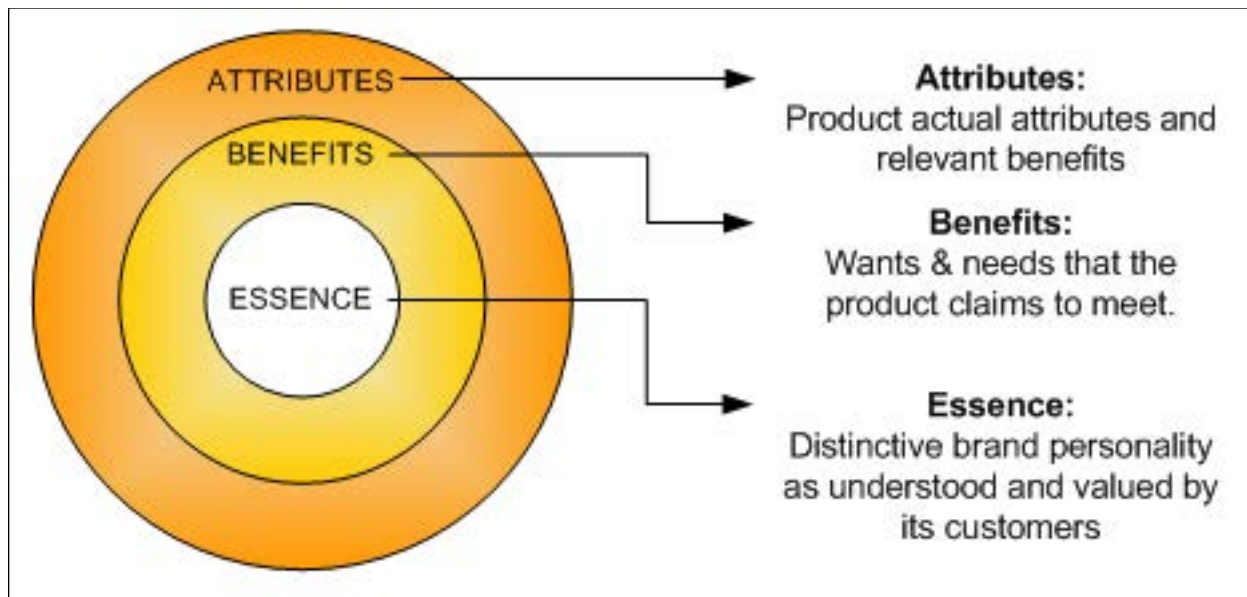 ATTRIBUTES
BENEFITS
ESSENCE
Attributes:
Product actual attributes and
relevant benefits
Benefits:
Wants & needs that the
product claims to meet.
Essence:
Distinctive brand personality
as understood and valued by
its customers